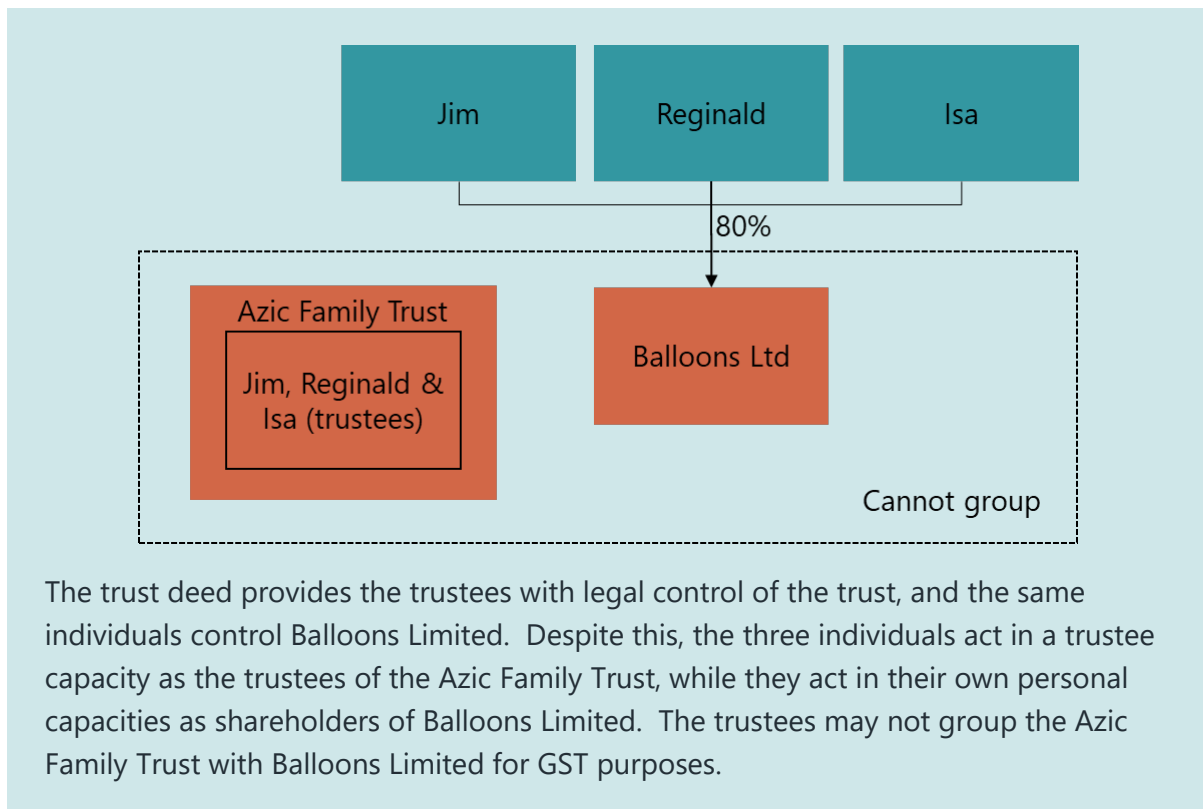 Jim
Reginald
Isa
80%
Azic Family Trust
Jim, Reginald &
Isa (trustees)
Balloons Ltd
Cannot group
The trust deed provides the trustees with legal control of the trust, and the same
individuals control Balloons Limited.  Despite this, the three individuals act in a trustee
capacity as the trustees of the Azic Family Trust, while they act in their own personal
capacities as shareholders of Balloons Limited.  The trustees may not group the Azic
Family Trust with Balloons Limited for GST purposes.